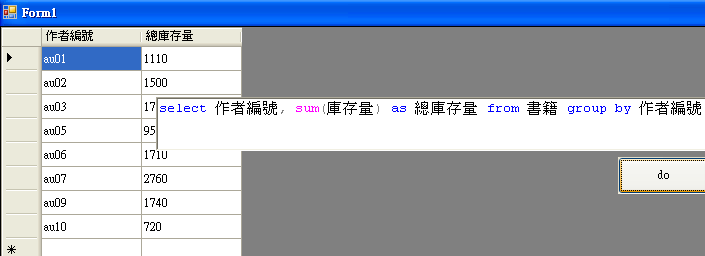 Form1
作者編號 總庫存量
au01 1110
au02 1500
au03 17
select 作者編號, sum(庫存量) as 總庫存量 from 書籍 group by 作者編號
au05 95
au06 1710
au07 2760
do
au09 1740
au10 720